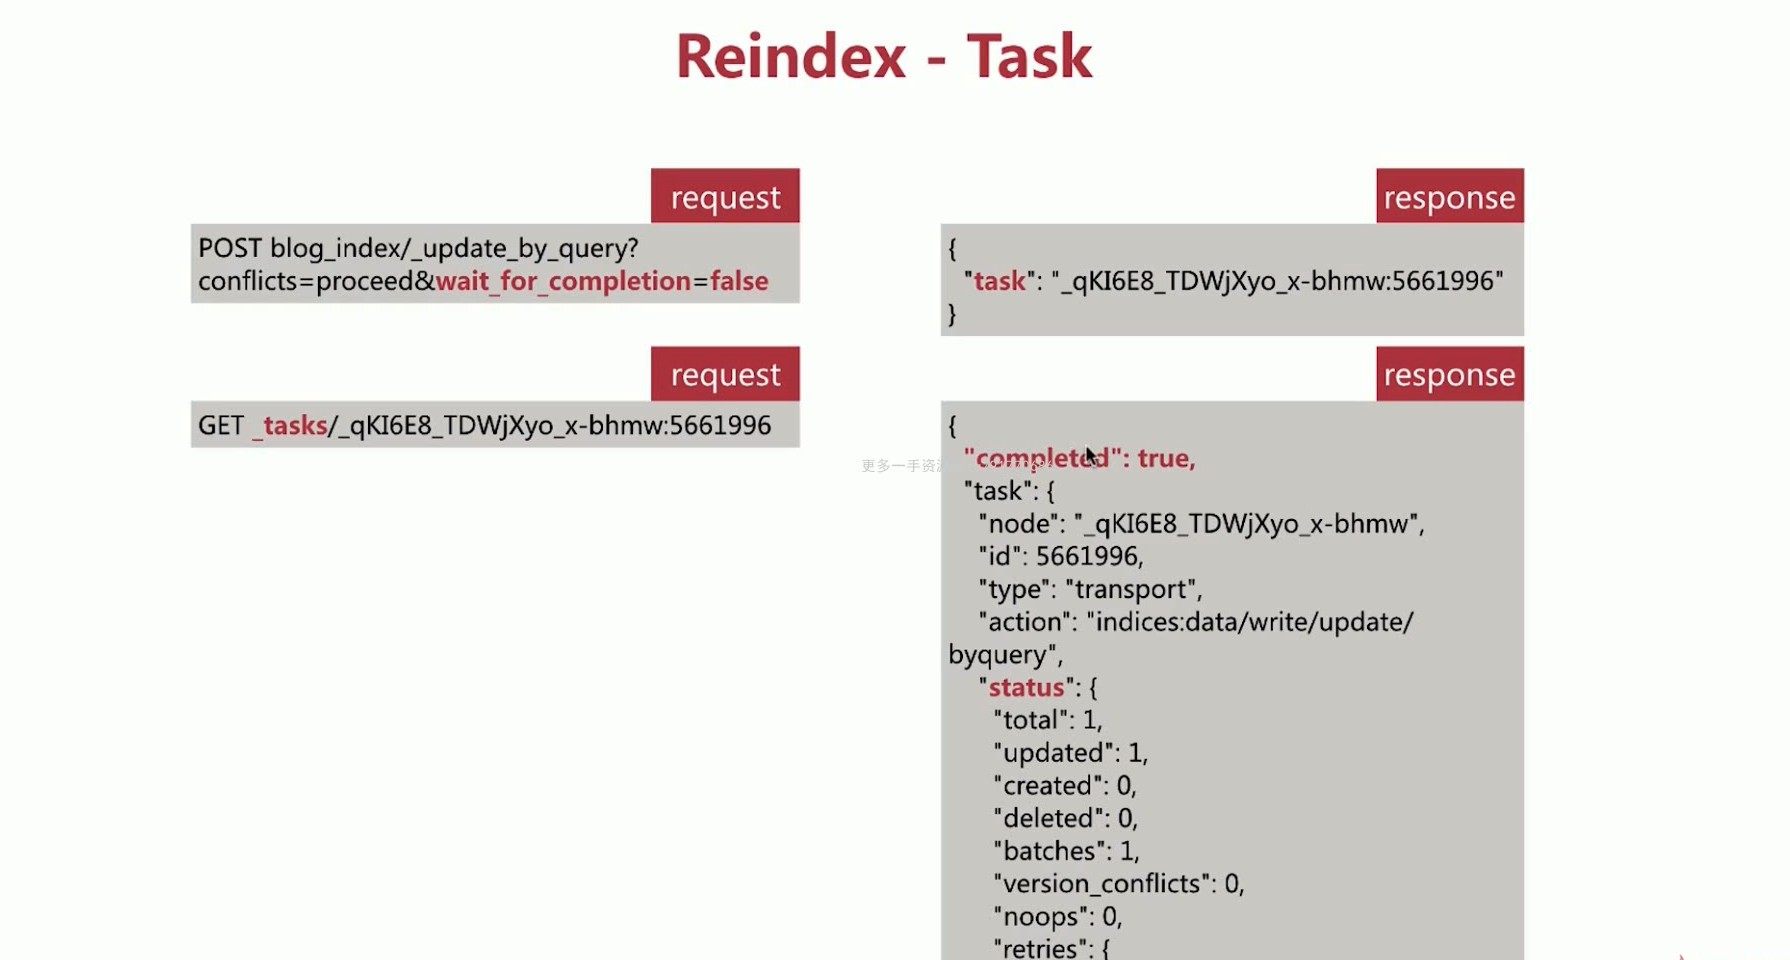 Reindex - Task
request
POST blog_index/_update_by_query?
conflicts=proceed&wait_for_completion=false
response
{
"task": "_qKI6E8_TDWjXyo_x-bhmw:5661996"
}
request
GET _tasks/_qKI6E8_TDWjXyo_x-bhmw:5661996
response
{
"completed": true,
"task": {
"node": "_qKI6E8_TDWjXyo_x-bhmw",
"id": 5661996,
"type": "transport",
"action": "indices:data/write/update/
byquery",
"status": {
"total": 1,
"updated": 1,
"created": 0,
"deleted": 0,
"batches": 1,
"version_conflicts": 0,
"noops": 0,
"retries": {
更多一手资